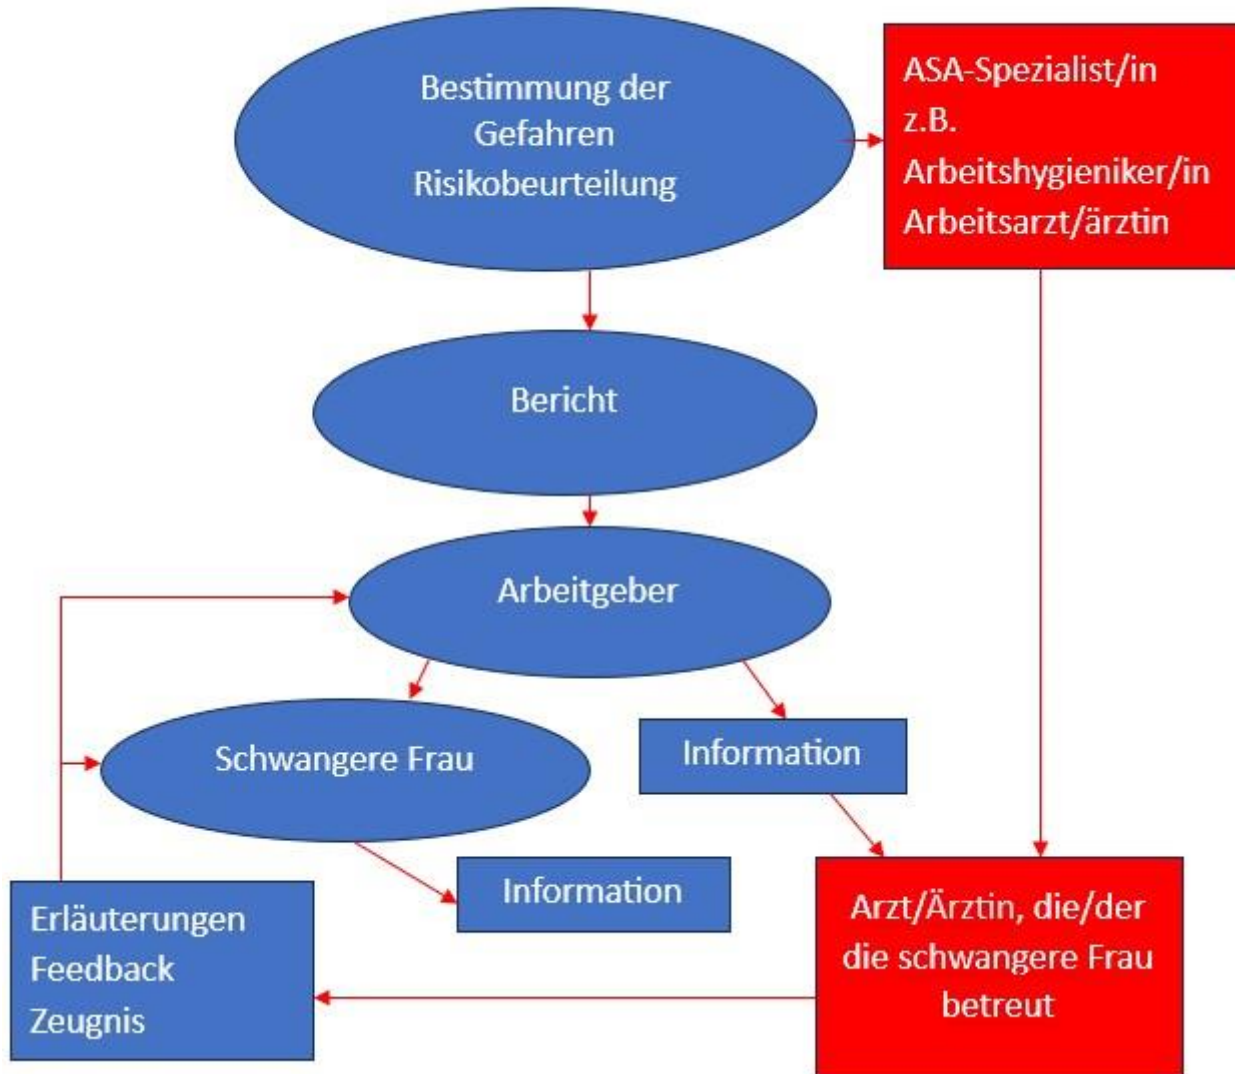 Bestimmung der
Gefahren
Risikobeurteilung
ASA-Spezialist/in
z.B.
Arbeitshygieniker/in
Arbeitsarzt/ärztin
Bericht
Arbeitgeber
Schwangere Frau
Information
Information
Erläuterungen
Feedback
Zeugnis
Arzt/Ärztin, die/der
die schwangere Frau
betreut